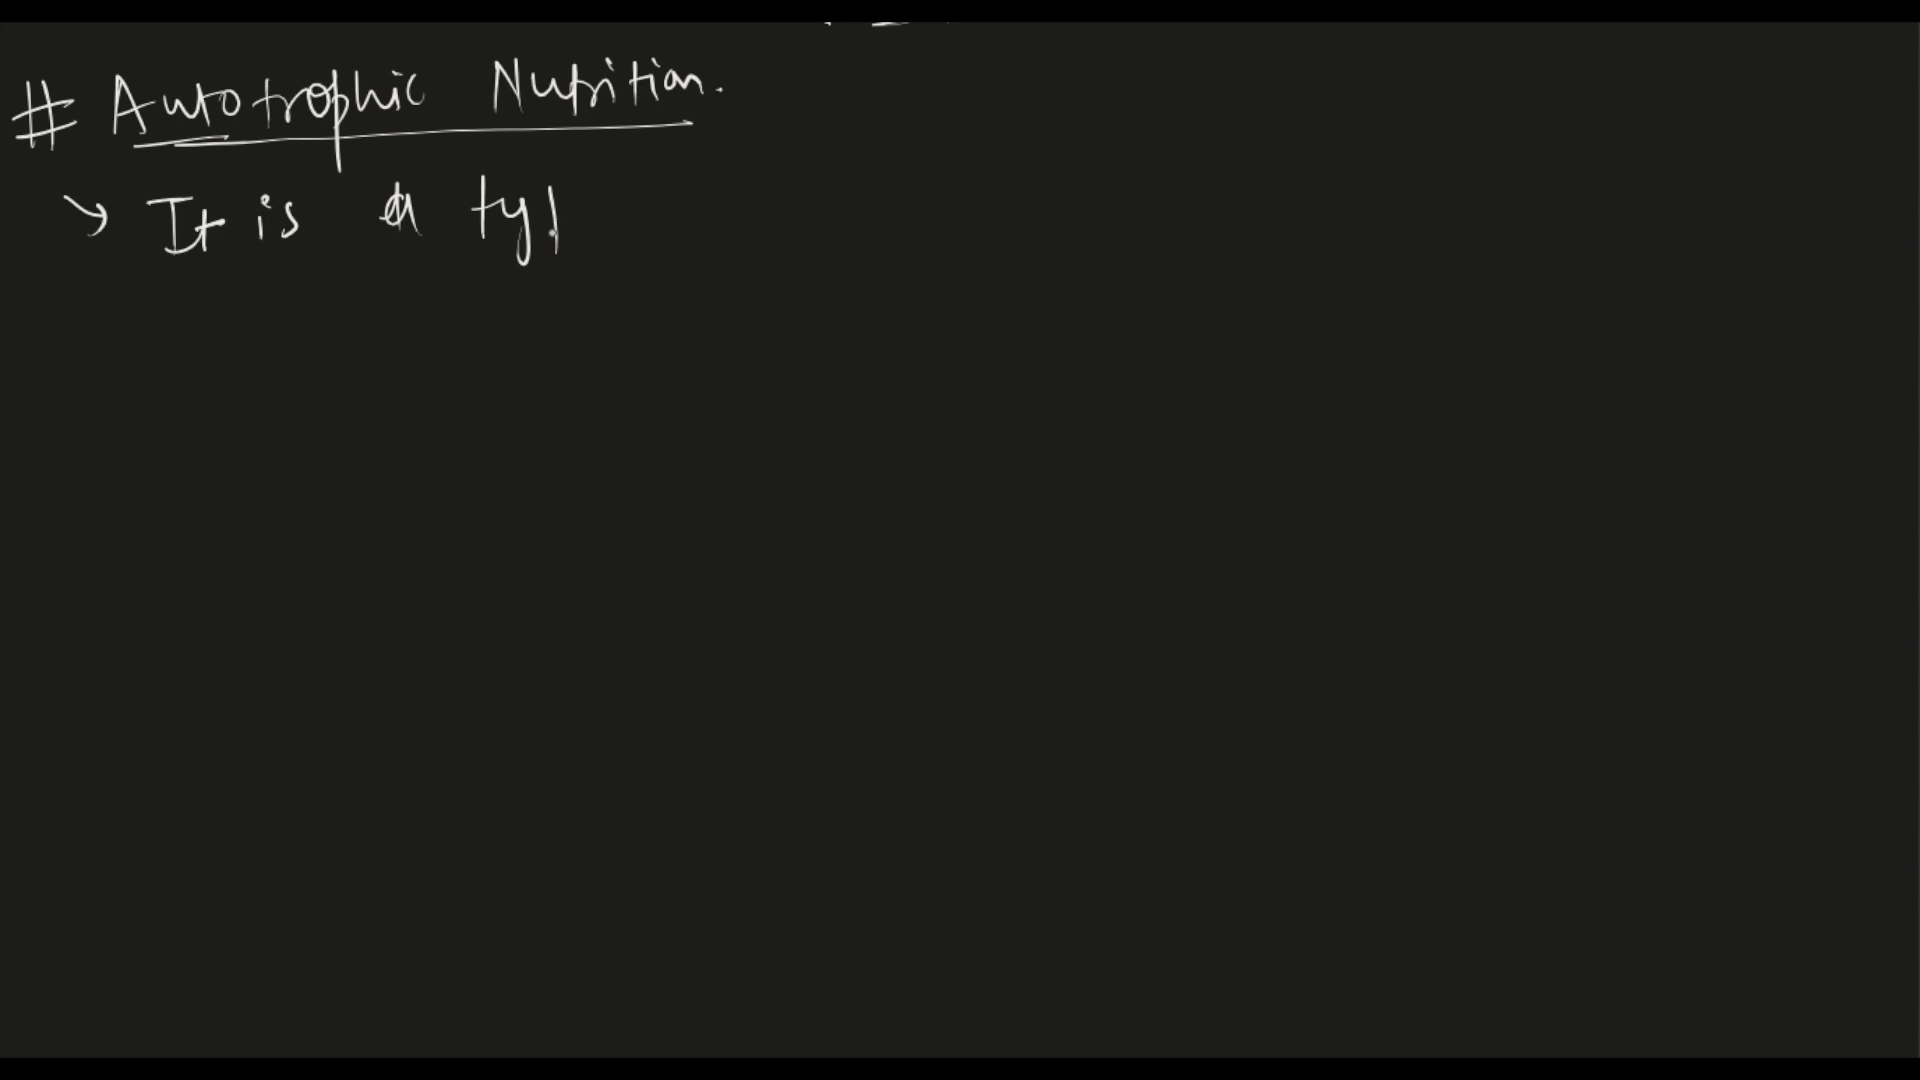 # Autotrophic Nutrition.
→ It is a ty